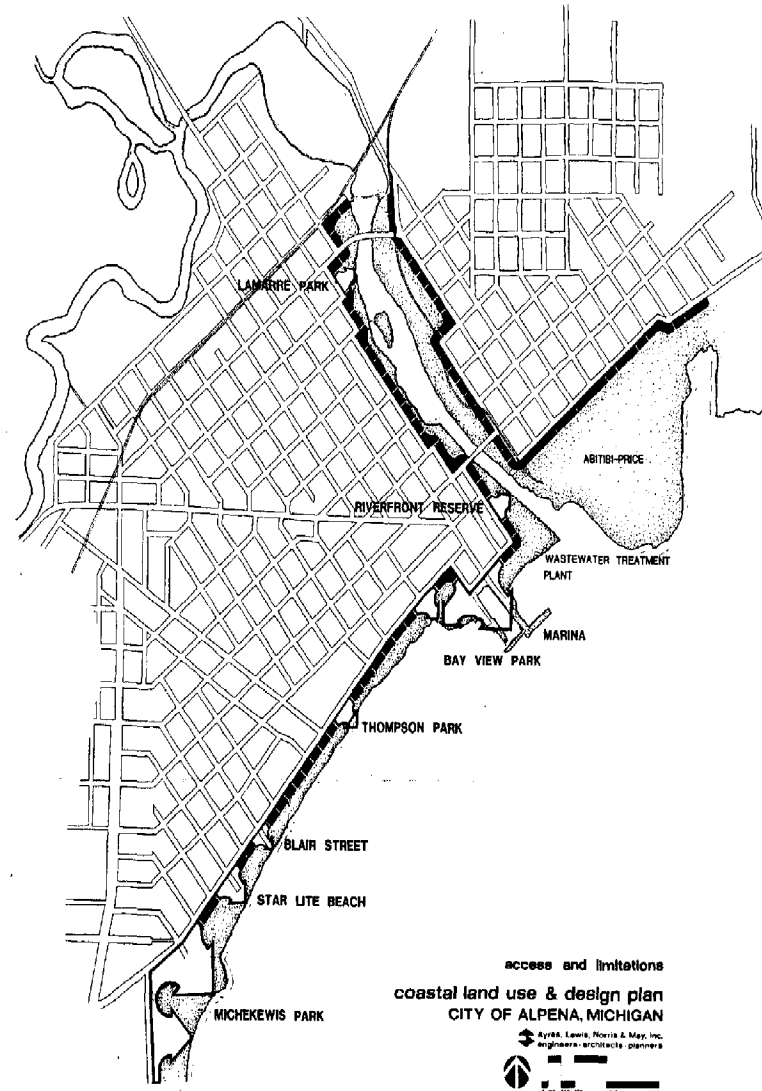 LAMARRE PARK
ABITIBI-PRICE
RIVERFRONT RESERVE
WASTEWATER TREATMENT
PLANT
MARINA
BAY VIEW PARK
THOMPSON PARK
BLAIR STREET
STAR LITE BEACH
MICHEKEWIS PARK
access and limitations
coastal land use & design plan
CITY OF ALPENA, MICHIGAN
Ayres, Lewis, Norris & May, Inc.
engineers-architects-planners